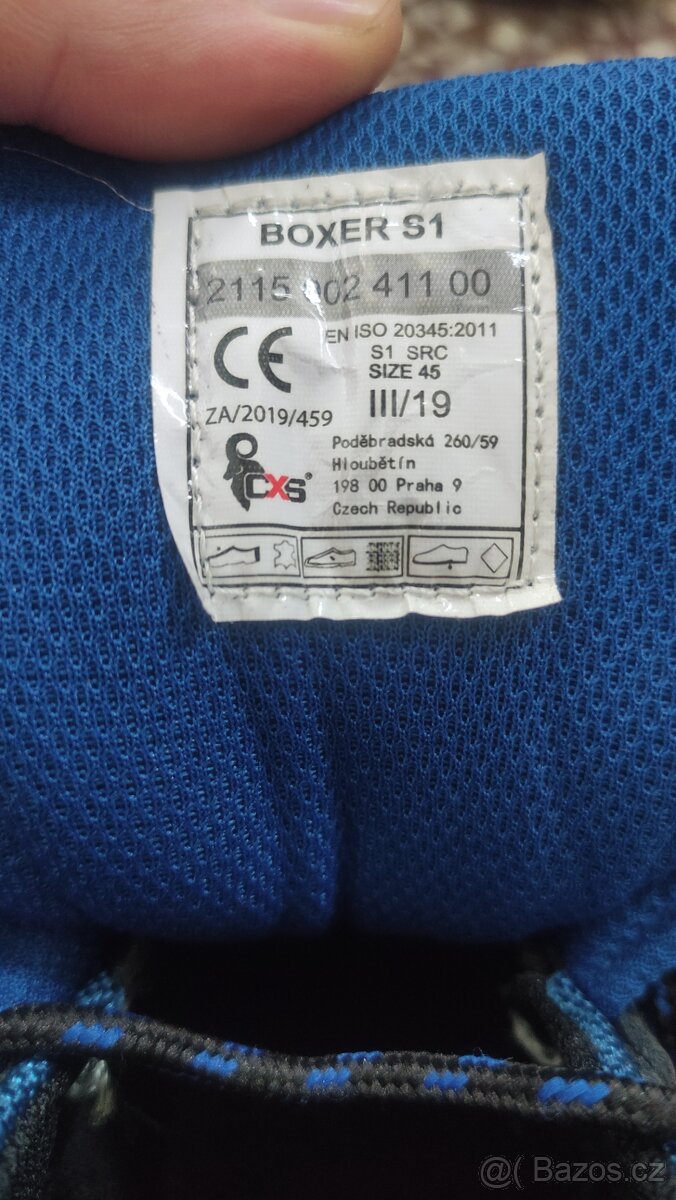 BOXER S1
2115 002 411 00
CE
EN ISO 20345:2011
S1 SRC
SIZE 45
ZA/2019/459
III/19
CXS®
Poděbradská 260/59
Hloubětín
198 00 Praha 9
Czech Republic
@( Bazos.cz